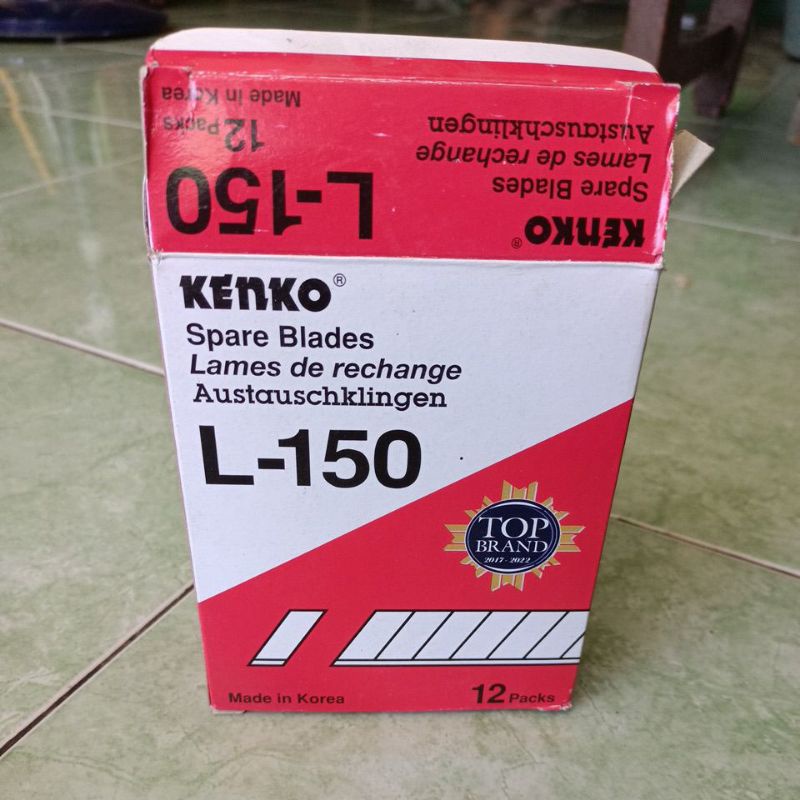 Made in Korea
12 Packs
L-150
Austauschklingen
Lames de rechange
Spare Blades
KENKO®
KENKO®
Spare Blades
Lames de rechange
Austauschklingen
L-150
TOP
BRAND
2017-2022
Made in Korea
12 Packs